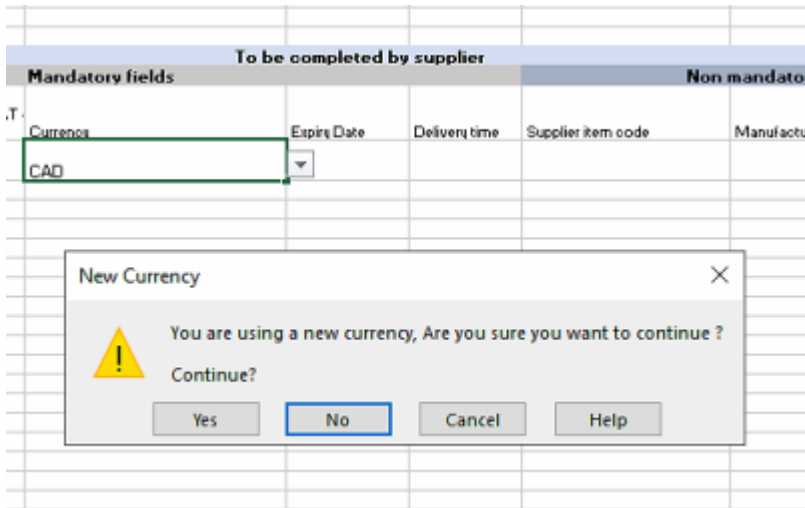 To be completed by supplier
Mandatory fields Non mandato
Currency Expiry Date Delivery time Supplier item code Manufactu
CAD
New Currency
You are using a new currency, Are you sure you want to continue ?
Continue?
Yes No Cancel Help